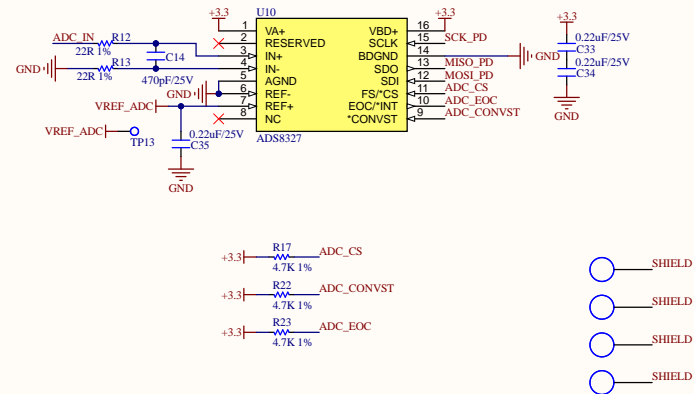 +3.3
U10
+3.3
+3.3
ADC_IN
R12
22R 1%
C14
1 VA+
VBD+ 16
2 RESERVED
SCLK 15
SCK_PD
3 IN+
BDGND 14
GND
0.22uF/25V
C33
GND
R13
22R 1%
470pF/25V
4 IN-
SDO 13
MISO_PD
5 AGND
SDI 12
MOSI_PD
0.22uF/25V
C34
GND
6 REF-
FS/*CS 11
ADC_CS
VREF_ADC
7 REF+
EOC/*INT 10
ADC_EOC
8 NC
*CONVST 9
ADC_CONVST
GND
VREF_ADC
TP13
0.22uF/25V
C35
ADS8327
GND
+3.3
R17
4.7K 1%
ADC_CS
SHIELD
+3.3
R22
4.7K 1%
ADC_CONVST
SHIELD
+3.3
R23
4.7K 1%
ADC_EOC
SHIELD
SHIELD